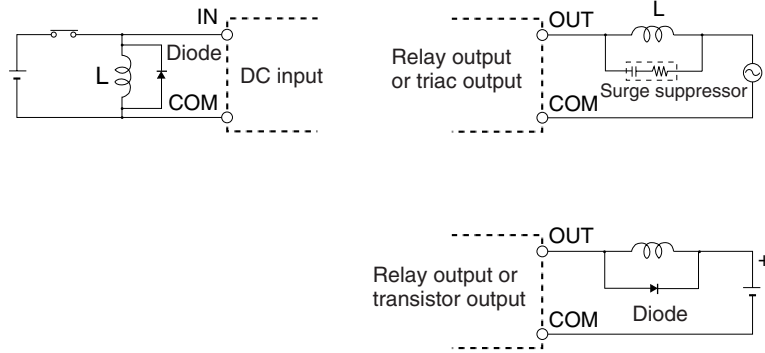 IN
Diode
L
DC input
COM
OUT
L
Relay output
or triac output
Surge suppressor
COM
OUT
Relay output or
transistor output
+
Diode
COM